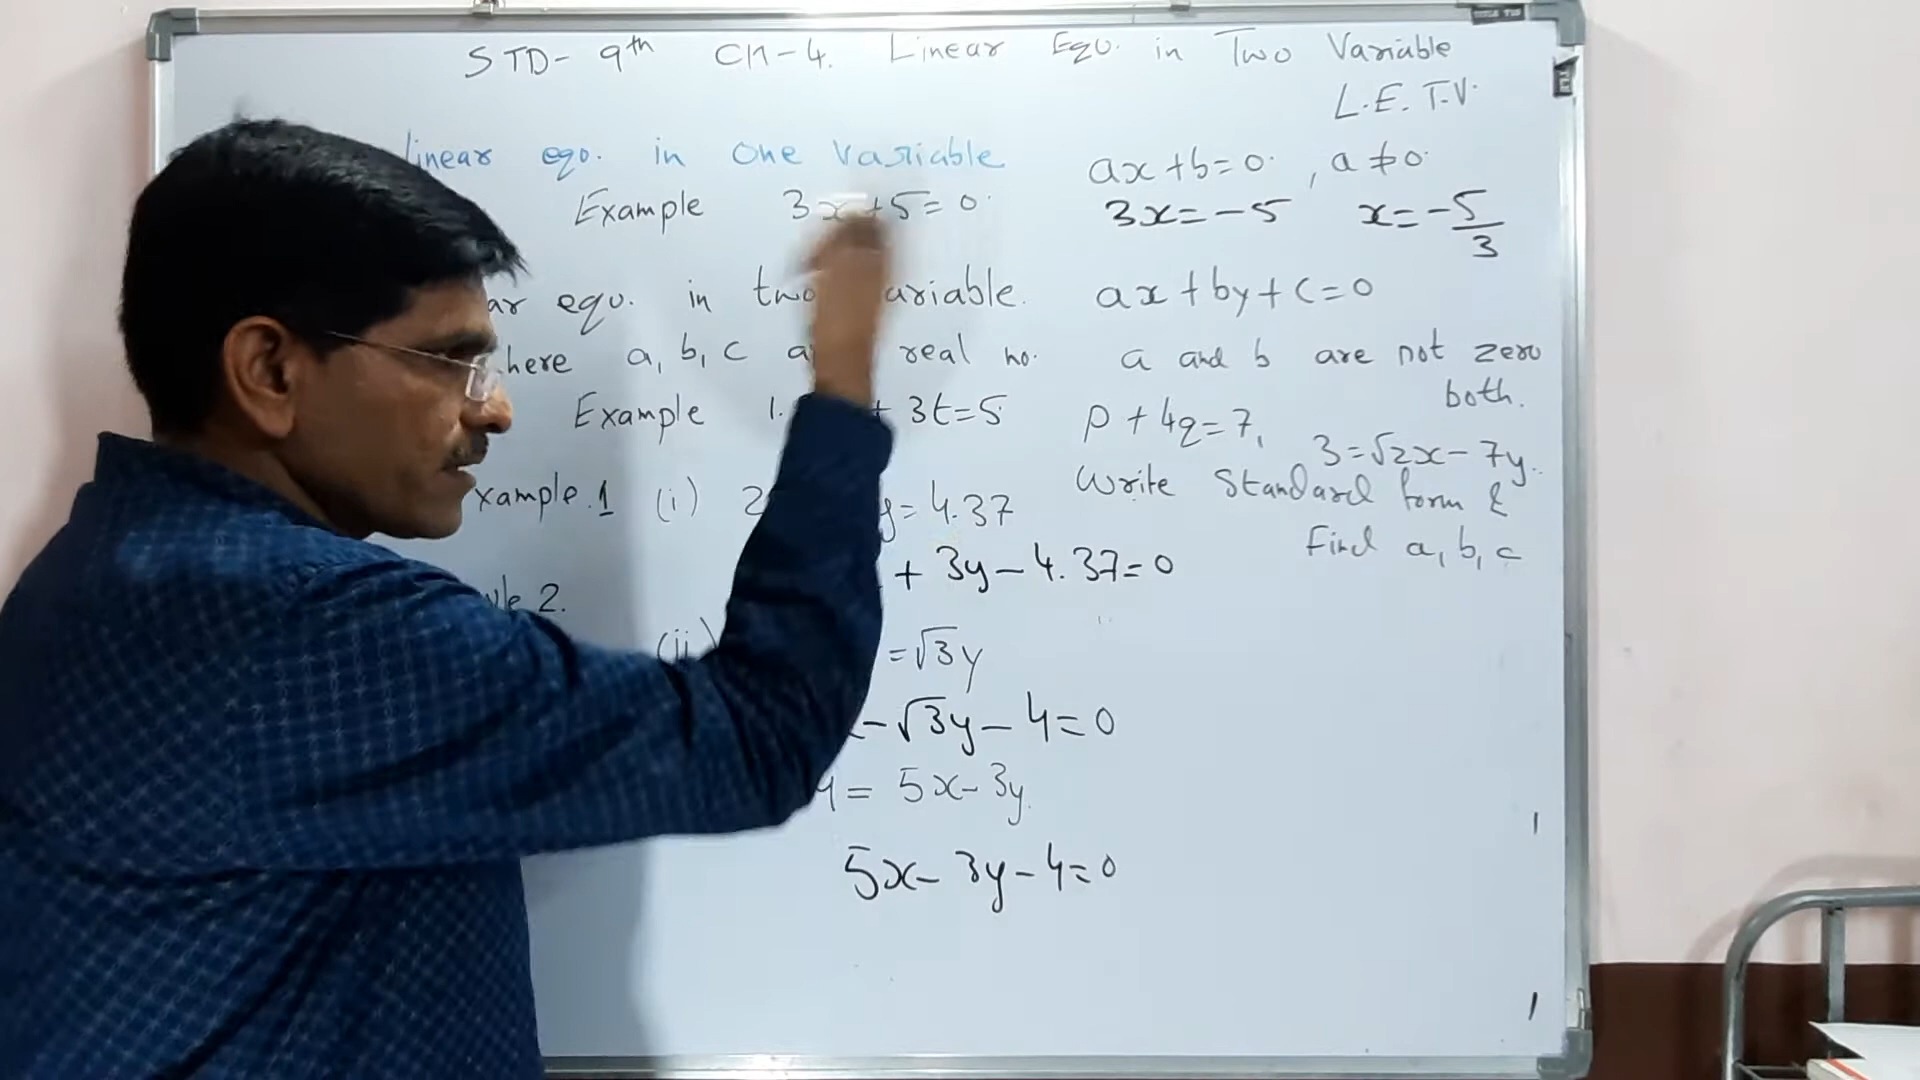 STD- 9th CH-4. Linear Equ. in Two Variable
L.E. T.V.
linear eqo. in one Variable ax+b=0. , a≠0.
Example 3x+5=0. 3x=-5 x=-5/3
equ. in two ariable. ax+by+c=0
here a, b, c real no. a and b are not zero
both.
Example 1. + 3t=5 p + 4q=7, 3=√2x- 7y..
xample.1 (i) 2 y= 4.37 Write Standard form &
Find a, b, c
+ 3y-4.37=0
2.
(ii) =√3y
-√3y-4=0
4= 5x-3y.
5x-3y-4=0